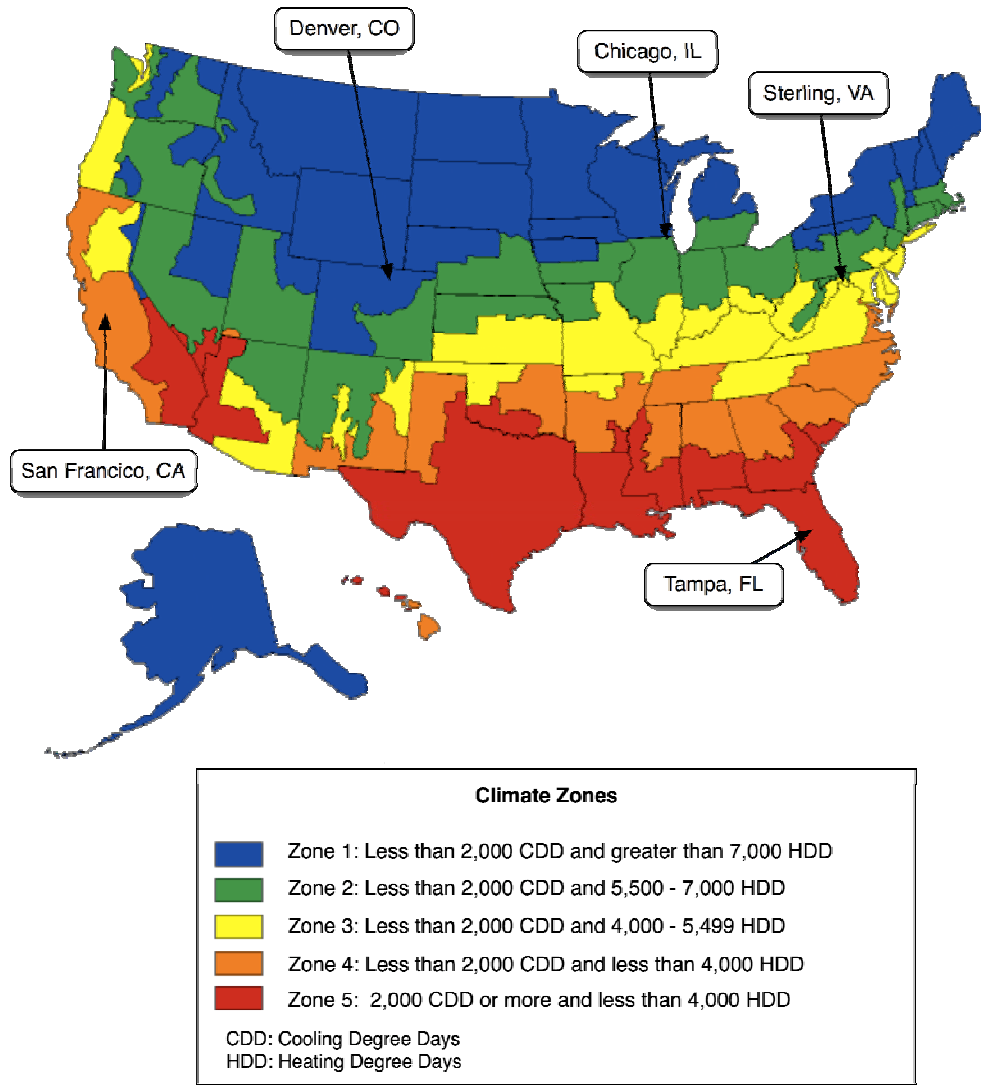 Denver, CO
Chicago, IL
Sterling, VA
San Francico, CA
Tampa, FL
Climate Zones
Zone 1: Less than 2,000 CDD and greater than 7,000 HDD
Zone 2: Less than 2,000 CDD and 5,500 - 7,000 HDD
Zone 3: Less than 2,000 CDD and 4,000 - 5,499 HDD
Zone 4: Less than 2,000 CDD and less than 4,000 HDD
Zone 5: 2,000 CDD or more and less than 4,000 HDD
CDD: Cooling Degree Days
HDD: Heating Degree Days